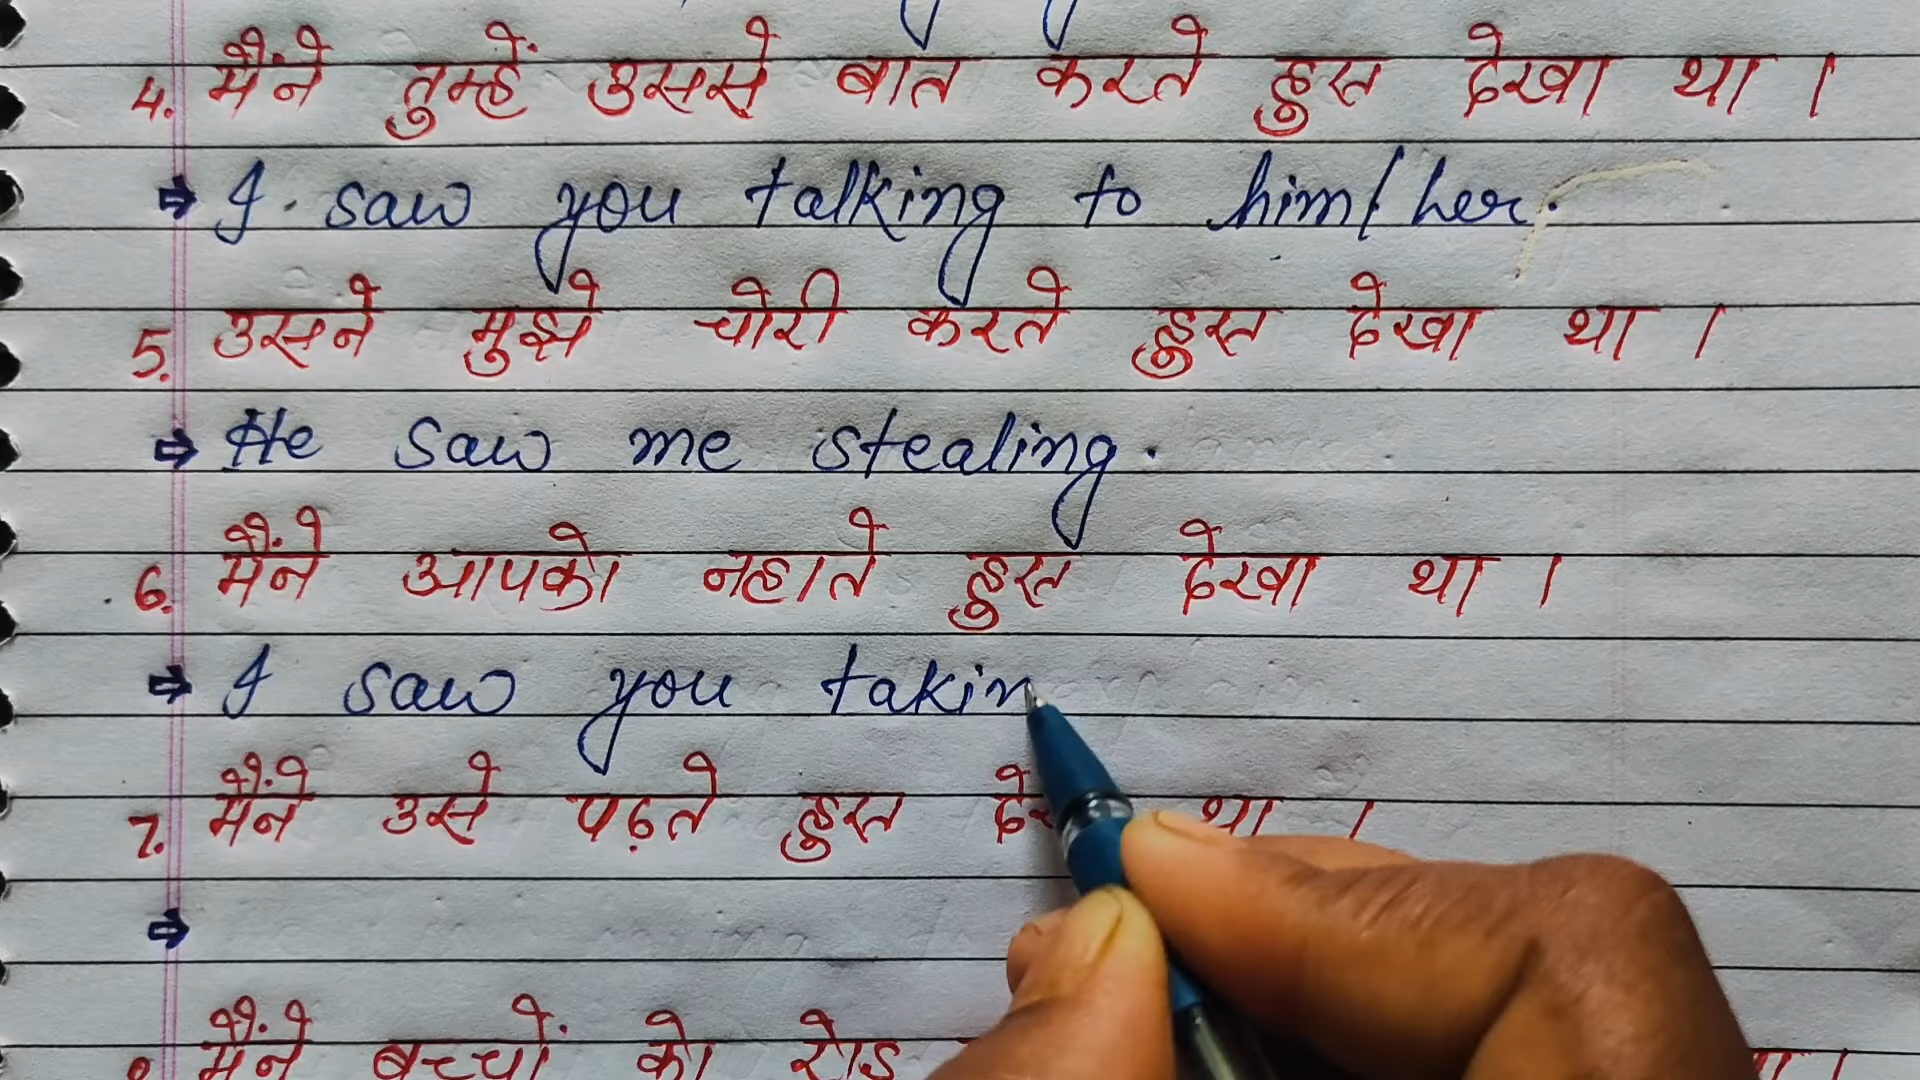 4. मैंने तुम्हें उससे बात करते हुए देखा था ।
⇒ I saw you talking to him/her.
5. उसने मुझे चोरी करते हुए देखा था ।
⇒ He saw me stealing.
6. मैंने आपको नहाते हुए देखा था ।
⇒ I saw you takin
7. मैंने उसे पढ़ते हुए था ।
⇒
मैंने बच्चों को रोड